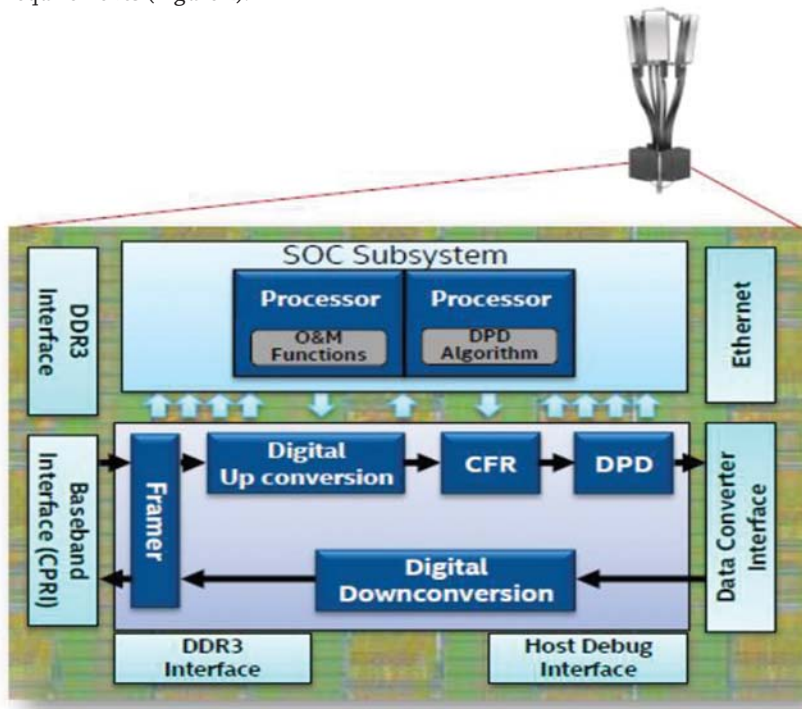 SOC Subsystem
Processor
O&M
Functions
Processor
DPD
Algorithm
DDR3
Interface
Ethernet
Baseband
Interface (CPRI)
Framer
Digital
Up conversion
CFR
DPD
Data Converter
Interface
Digital
Downconversion
DDR3
Interface
Host Debug
Interface